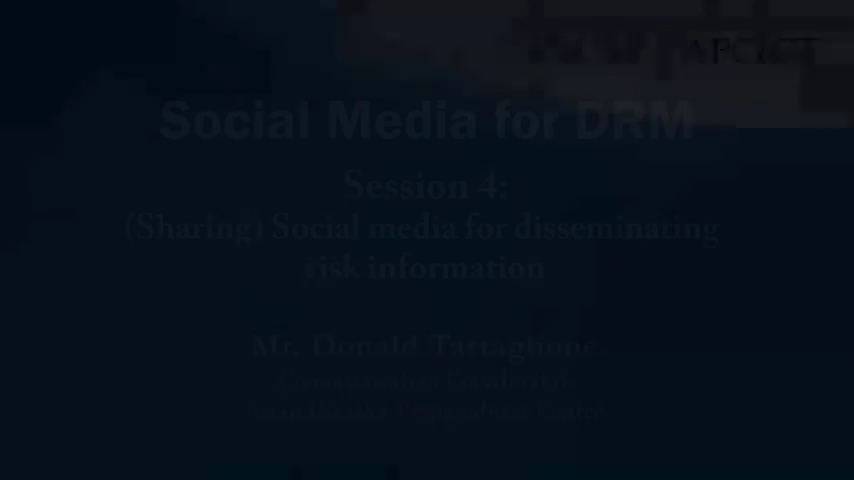 APCICT
Social Media for DRM
Session 4:
(Sharing) Social media for disseminating
risk information
Mr. Donald Tartaglione